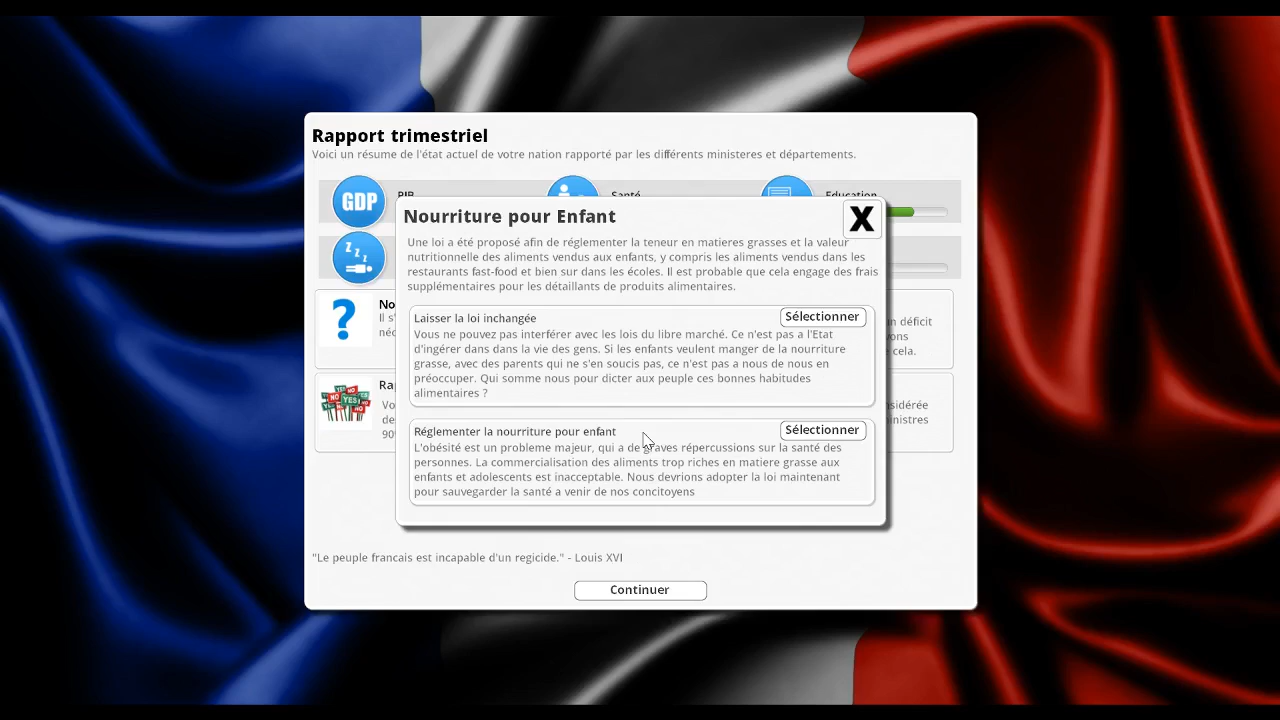 Rapport trimestriel
Voici un résume de l'état actuel de votre nation rapporté par les différents ministeres et départements.
GDP
PIB
Santé
Education
Nourriture pour Enfant
X
Une loi a été proposé afin de réglementer la teneur en matieres grasses et la valeur
nutritionnelle des aliments vendus aux enfants, y compris les aliments vendus dans les
restaurants fast-food et bien sur dans les écoles. Il est probable que cela engage des frais
supplémentaires pour les détaillants de produits alimentaires.
No
Il s'
néc
n déficit
vons
cela.
Laisser la loi inchangée
Sélectionner
Vous ne pouvez pas interférer avec les lois du libre marché. Ce n'est pas a l'Etat
d'ingérer dans dans la vie des gens. Si les enfants veulent manger de la nourriture
grasse, avec des parents qui ne s'en soucis pas, ce n'est pas a nous de nous en
préoccuper. Qui somme nous pour dicter aux peuple ces bonnes habitudes
alimentaires ?
NO YES NO
Ra
Vo
de
90
nsidérée
inistres
Réglementer la nourriture pour enfant
Sélectionner
L'obésité est un probleme majeur, qui a de graves répercussions sur la santé des
personnes. La commercialisation des aliments trop riches en matiere grasse aux
enfants et adolescents est inacceptable. Nous devrions adopter la loi maintenant
pour sauvegarder la santé a venir de nos concitoyens
"Le peuple francais est incapable d'un regicide." - Louis XVI
Continuer